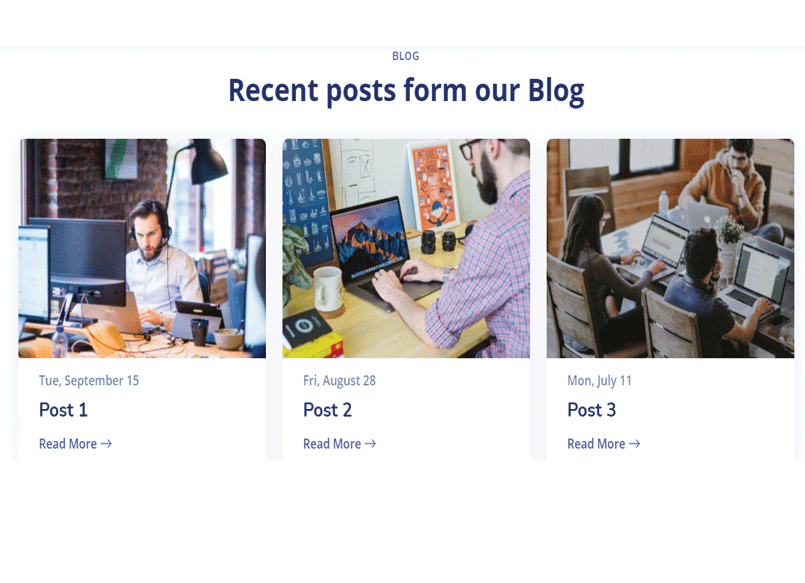 BLOG
Recent posts form our Blog
Tue, September 15
Post 1
Read More →
Fri, August 28
Post 2
Read More →
Mon, July 11
Post 3
Read More →